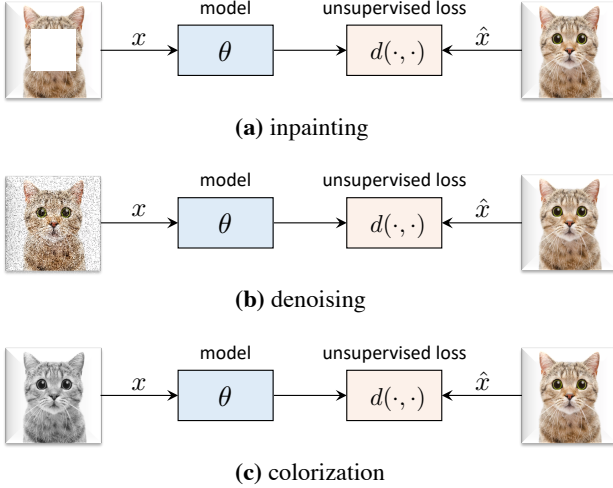 model unsupervised loss
x θ d(·, ·) x̂
(a) inpainting
model unsupervised loss
x θ d(·, ·) x̂
(b) denoising
model unsupervised loss
x θ d(·, ·) x̂
(c) colorization